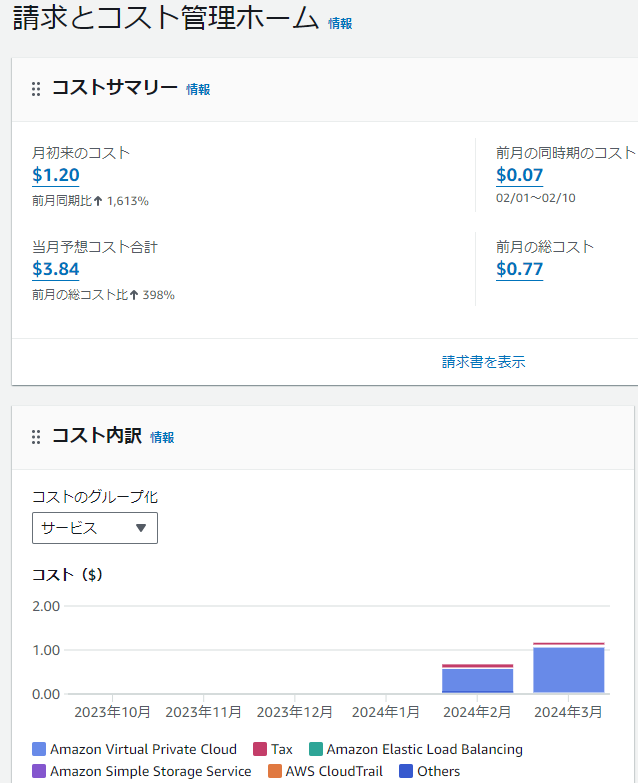 請求とコスト管理ホーム 情報
コストサマリー 情報
月初来のコスト
$1.20
前月同期比↑ 1,613%
前月の同時期のコスト
$0.07
02/01～02/10
当月予想コスト合計
$3.84
前月の総コスト比↑ 398%
前月の総コスト
$0.77
請求書を表示
コスト内訳 情報
コストのグループ化
サービス
コスト（$）
2.00
1.00
0.00
2023年10月 2023年11月 2023年12月 2024年1月 2024年2月 2024年3月
Amazon Virtual Private Cloud Tax Amazon Elastic Load Balancing
Amazon Simple Storage Service AWS CloudTrail Others